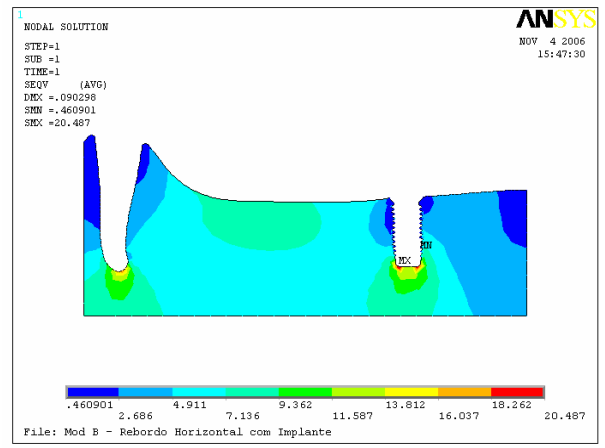 1
ANSYS
NODAL SOLUTION
NOV  4 2006
15:47:30
STEP=1
SUB =1
TIME=1
SEQV     (AVG)
DMX =.090298
SMN =.460901
SMX =20.487
MN
MX
.460901 4.911 9.362 13.812 18.262
2.686 7.136 11.587 16.037 20.487
File: Mod B - Rebordo Horizontal com Implante